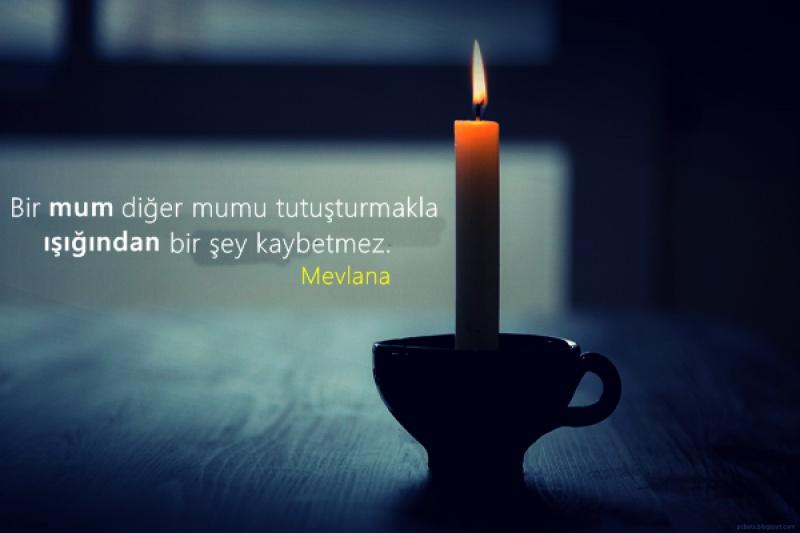 Bir mum diğer mumu tutuşturmakla
ışığından bir şey kaybetmez.
Mevlana